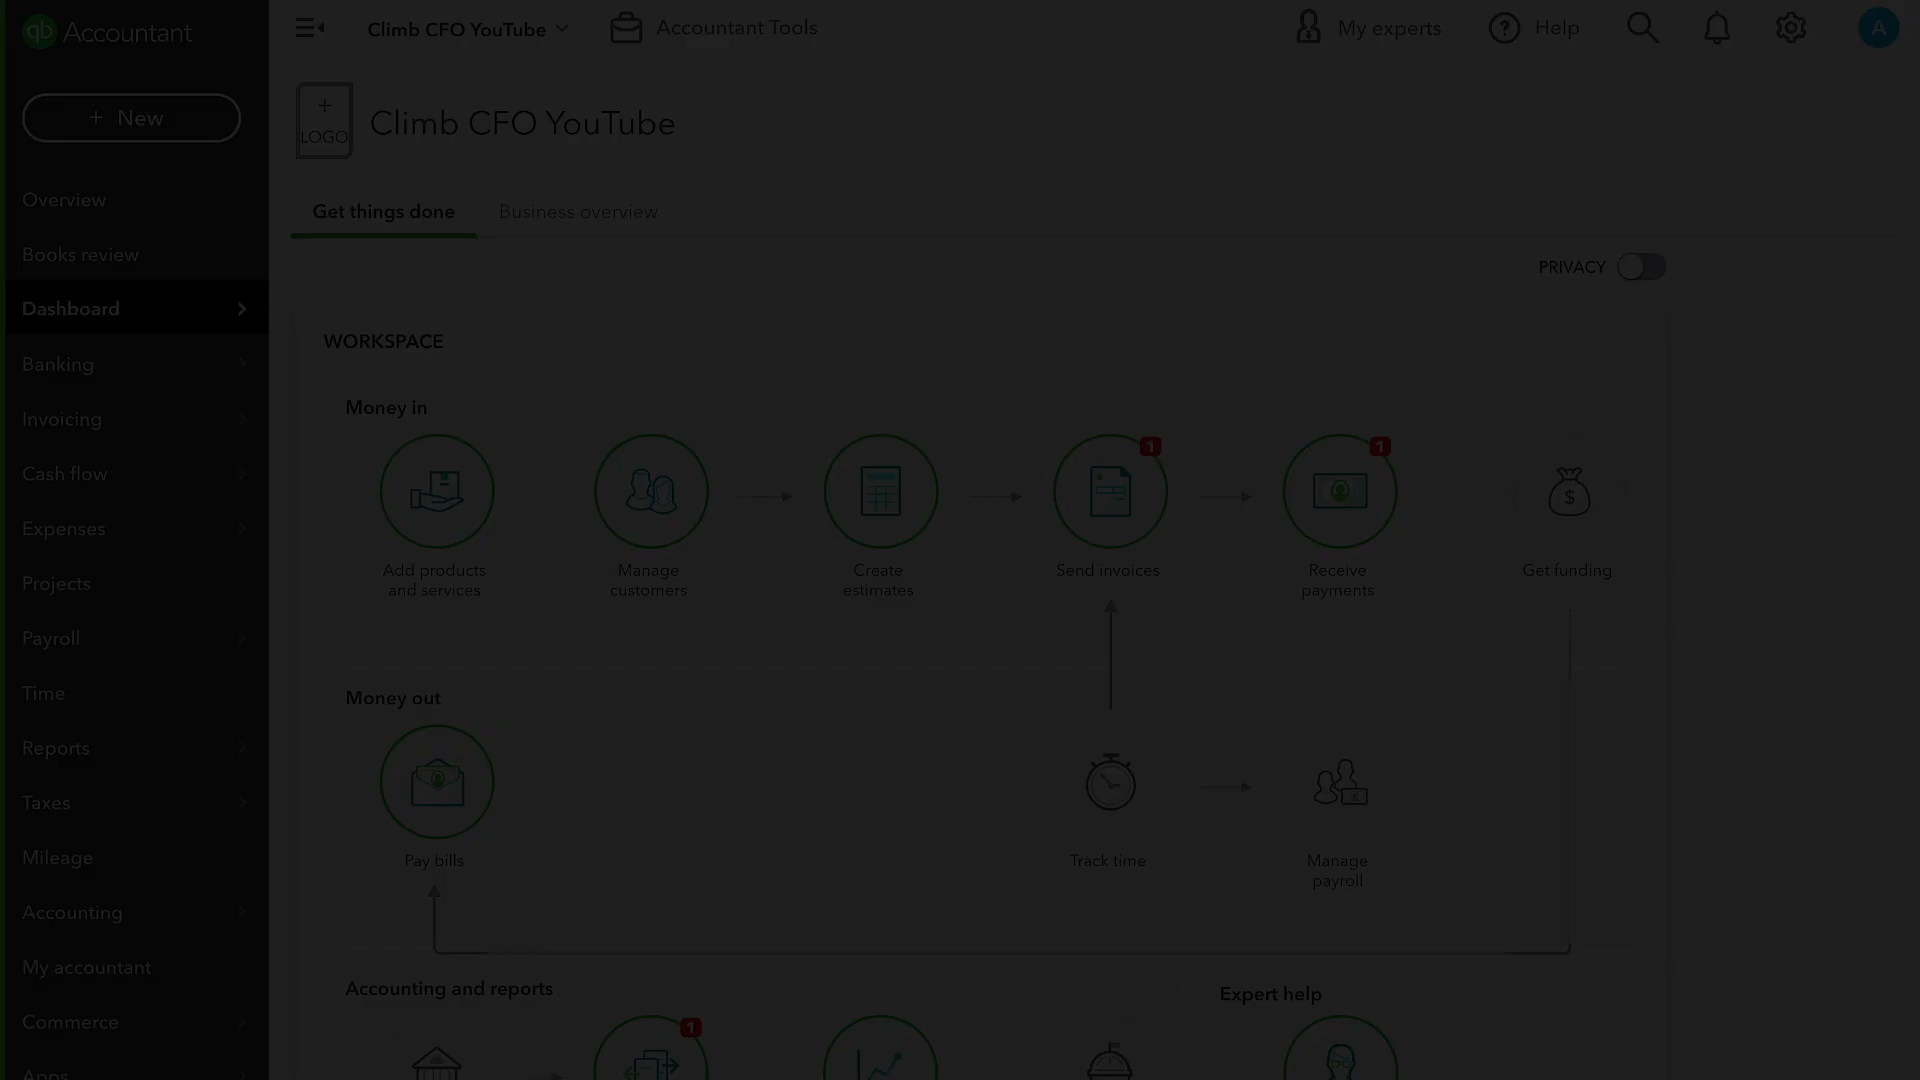 qb Accountant
Climb CFO YouTube
Accountant Tools
My experts
Help
A
+ New
+
LOGO
Climb CFO YouTube
Overview
Books review
Dashboard
Banking
Invoicing
Cash flow
Expenses
Projects
Payroll
Time
Reports
Taxes
Mileage
Accounting
My accountant
Commerce
Apps
Get things done
Business overview
PRIVACY
WORKSPACE
Money in
1
1
$
Add products
and services
Manage
customers
Create
estimates
Send invoices
Receive
payments
Get funding
Money out
Pay bills
Track time
Manage
payroll
Accounting and reports
1
Expert help